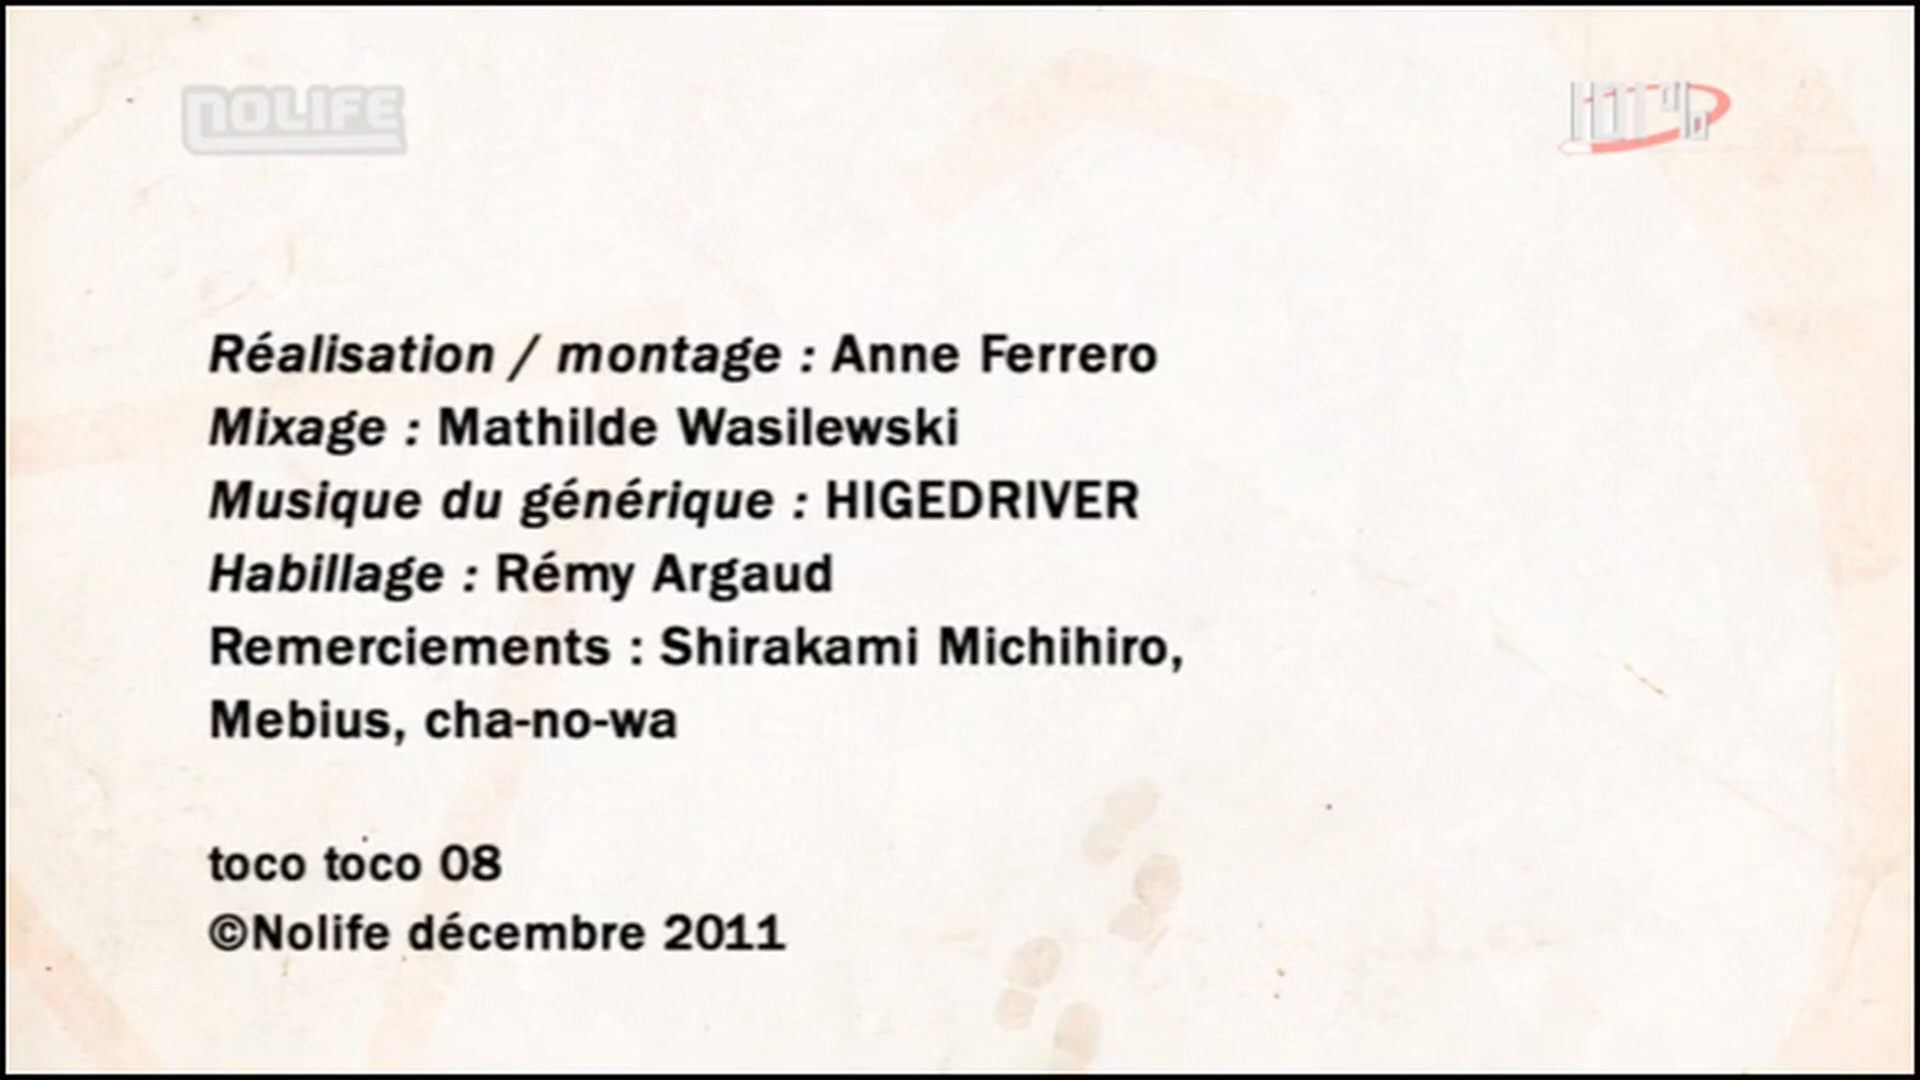 NOLIFE
101%
Réalisation / montage : Anne Ferrero
Mixage : Mathilde Wasilewski
Musique du générique : HIGEDRIVER
Habillage : Rémy Argaud
Remerciements : Shirakami Michihiro,
Mebius, cha-no-wa
toco toco 08
©Nolife décembre 2011